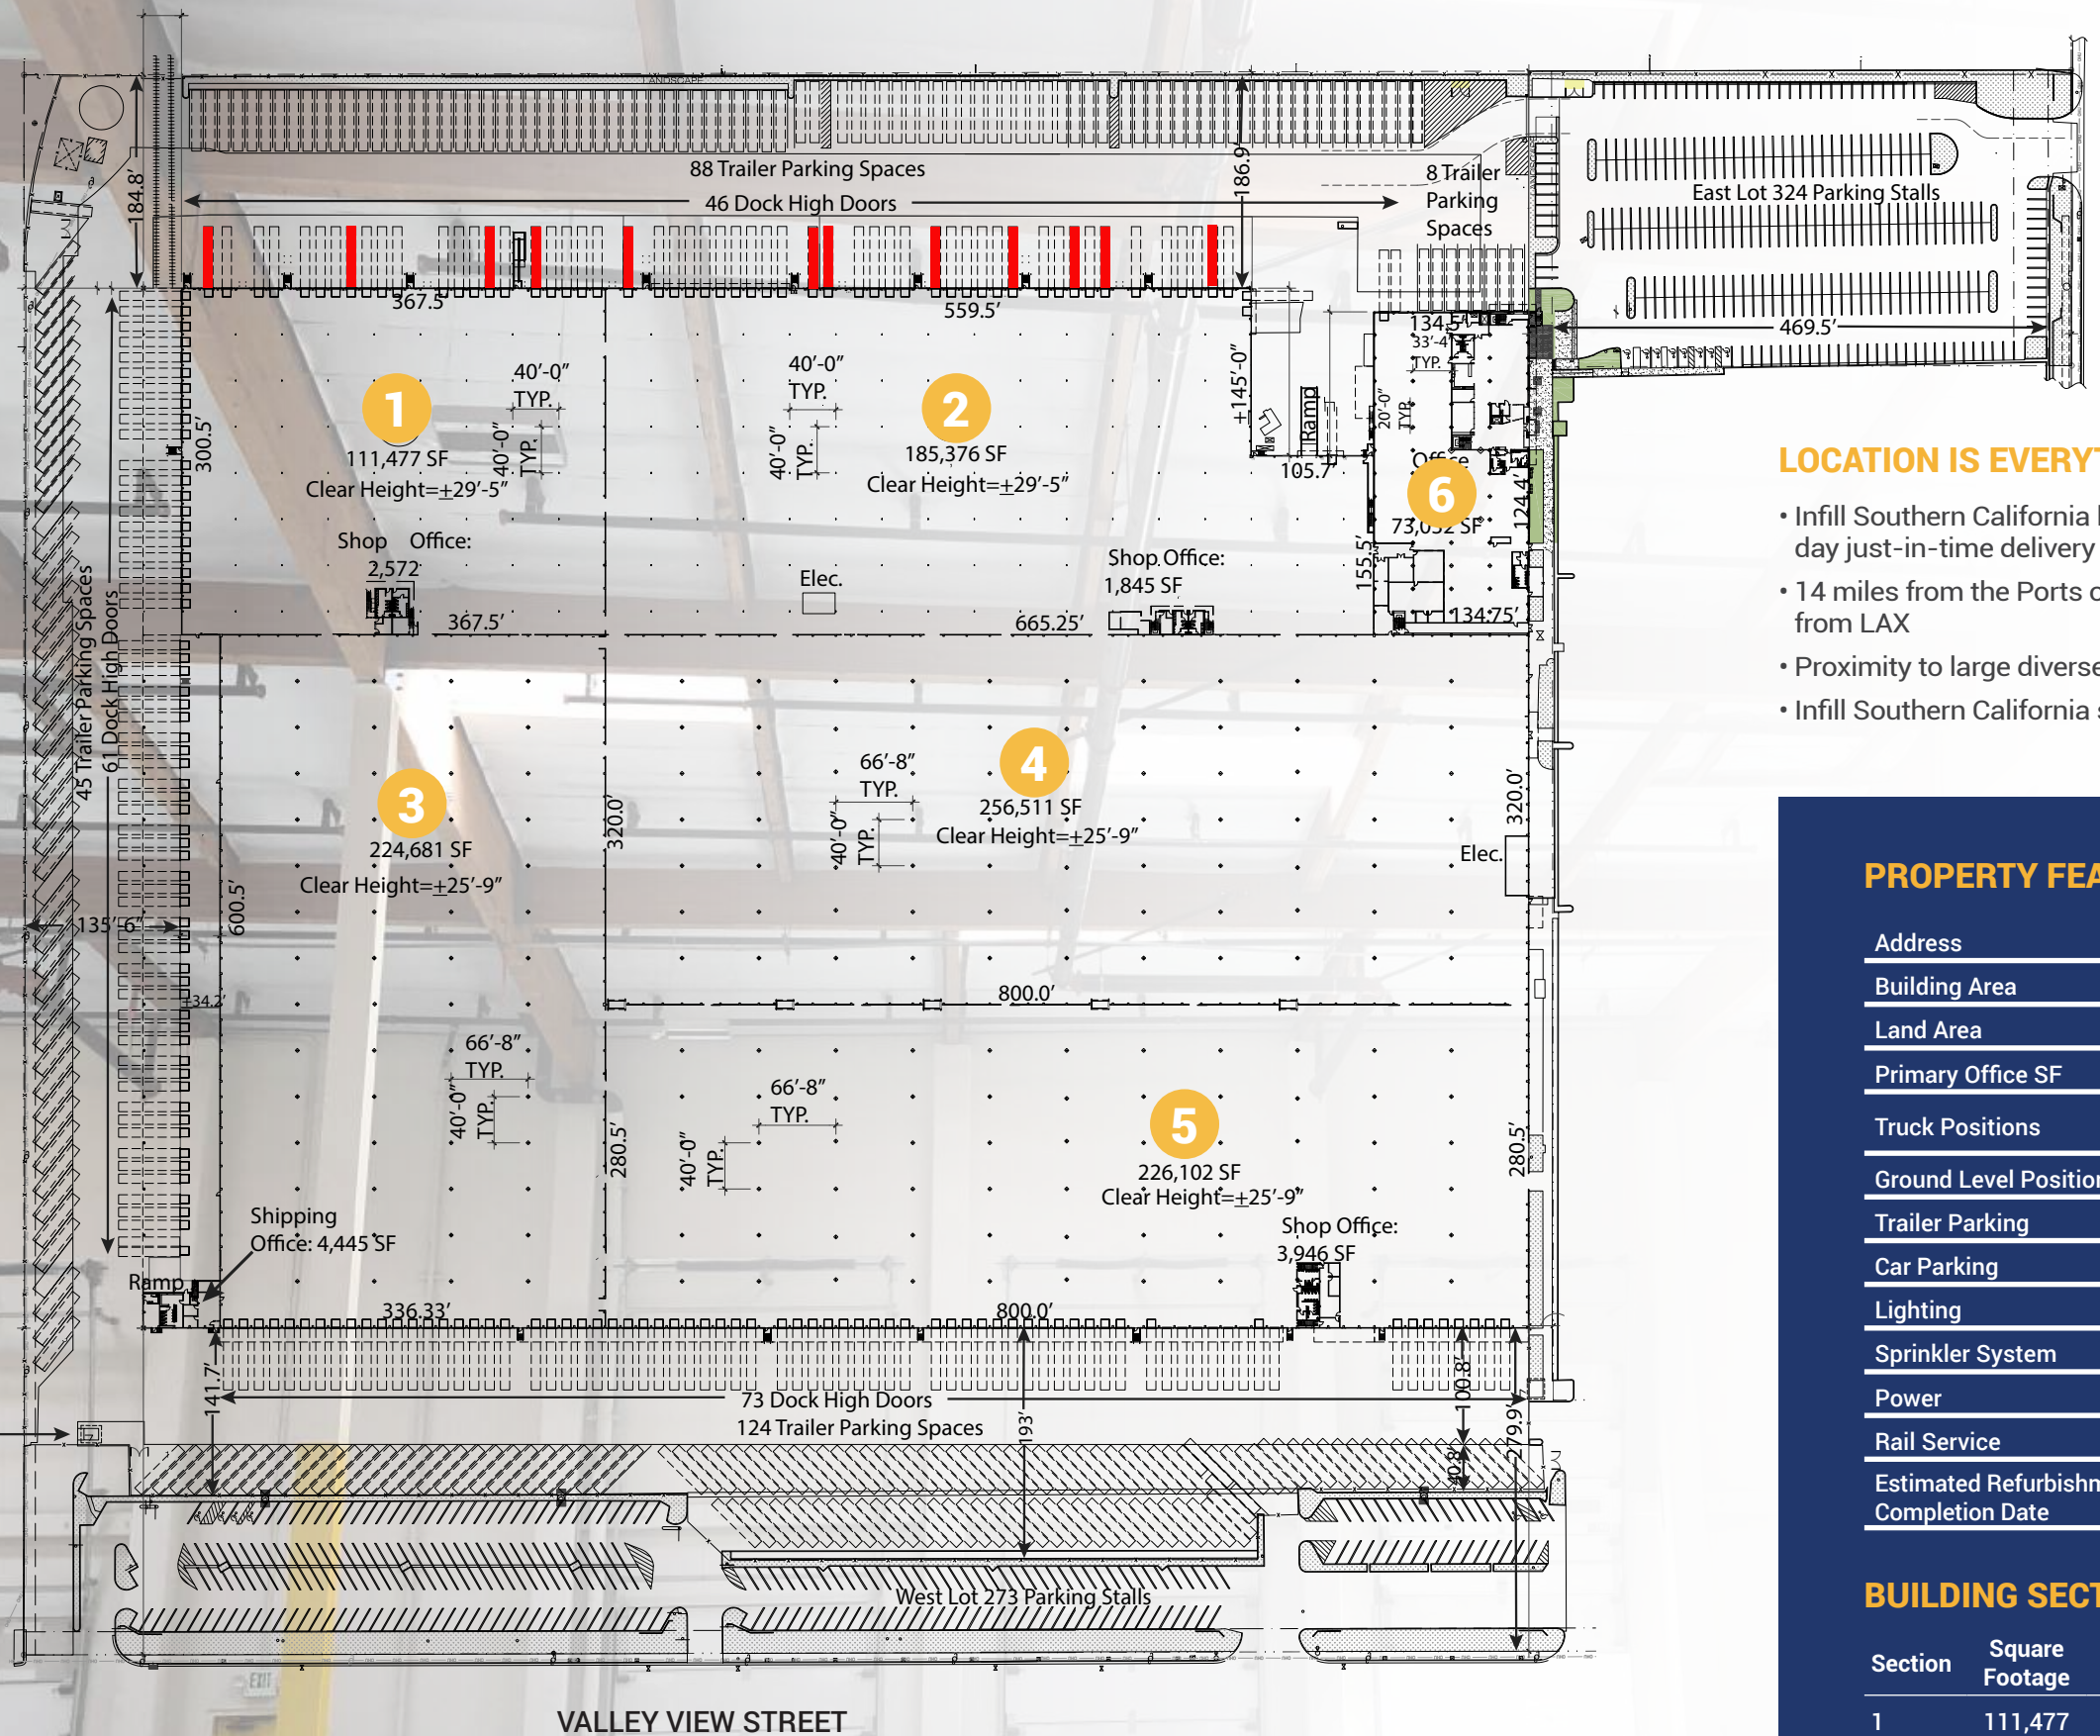 LANDSCAPE
88 Trailer Parking Spaces
46 Dock High Doors
184.8'
186.9'
8 Trailer
Parking
Spaces
East Lot 324 Parking Stalls
469.5'
367.5'
559.5'
134.5'
33'-4"
TYP.
20'-0"
TYP.
+145'-0"
Ramp
105.7'
300.5'
1
111,477 SF
Clear Height=±29'-5"
40'-0"
TYP.
40'-0"
TYP.
40'-0"
TYP.
40'-0"
TYP.
2
185,376 SF
Clear Height=±29'-5"
Office
6
124.4'
155.5'
134.75'
Shop Office:
2,572
367.5'
Elec.
Shop Office:
1,845 SF
665.25'
45 Trailer Parking Spaces
61 Dock High Doors
135'-6"
3
224,681 SF
Clear Height=±25'-9"
600.5'
320.0'
66'-8"
TYP.
40'-0"
TYP.
4
256,511 SF
Clear Height=±25'-9"
320.0'
Elec.
800.0'
66'-8"
TYP.
40'-0"
TYP.
280.5'
66'-8"
TYP.
40'-0"
TYP.
5
226,102 SF
Clear Height=±25'-9"
280.5'
Shop Office:
3,946 SF
Shipping
Office: 4,445 SF
Ramp
336.33'
800.0'
141.7'
73 Dock High Doors
124 Trailer Parking Spaces
193'
100.8'
40.8'
279.9'
West Lot 273 Parking Stalls
EXIT
VALLEY VIEW STREET
LOCATION IS
• Infill Southern California
day just-in-time delivery
• 14 miles from the Ports
from LAX
• Proximity to large diverse
• Infill Southern California
PROPERTY
Address
Building Area
Land Area
Primary Office SF
Truck Positions
Ground Level
Trailer Parking
Car Parking
Lighting
Sprinkler System
Power
Rail Service
Estimated
Completion Date
BUILDING
Section
Square
Footage
1
111,477